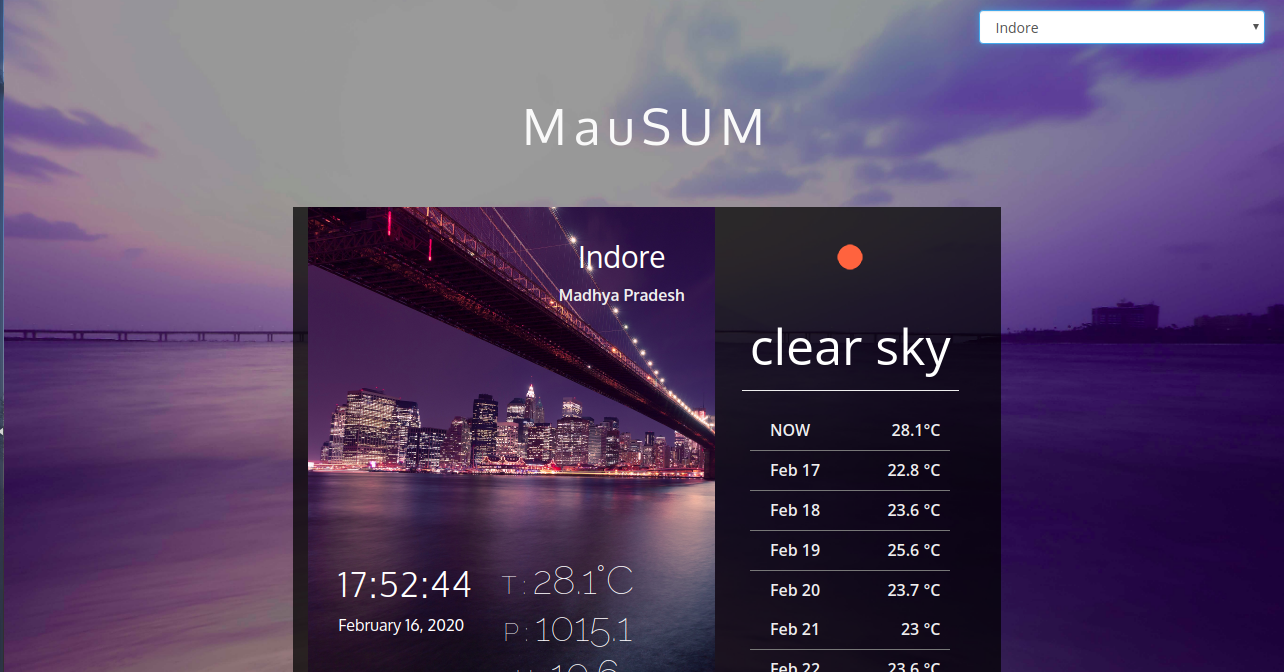 Indore
MauSUM
Indore
Madhya Pradesh
clear sky
NOW 28.1°C
Feb 17 22.8 °C
Feb 18 23.6 °C
Feb 19 25.6 °C
Feb 20 23.7 °C
Feb 21 23 °C
Feb 22 23.6 °C
17:52:44
February 16, 2020
T : 28.1°C
P : 1015.1